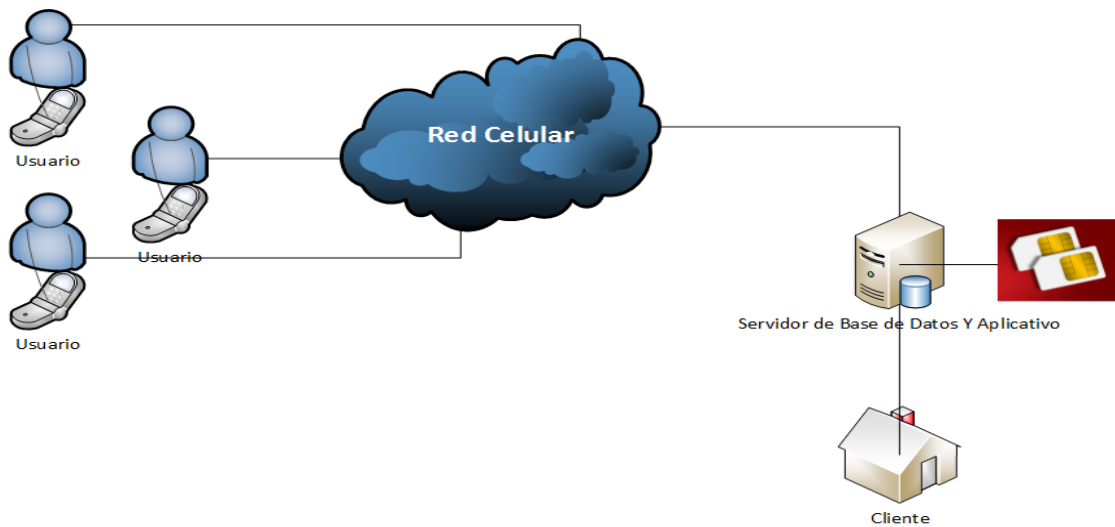 Usuario
Red Celular
Usuario
Usuario
Servidor de Base de Datos Y Aplicativo
Cliente